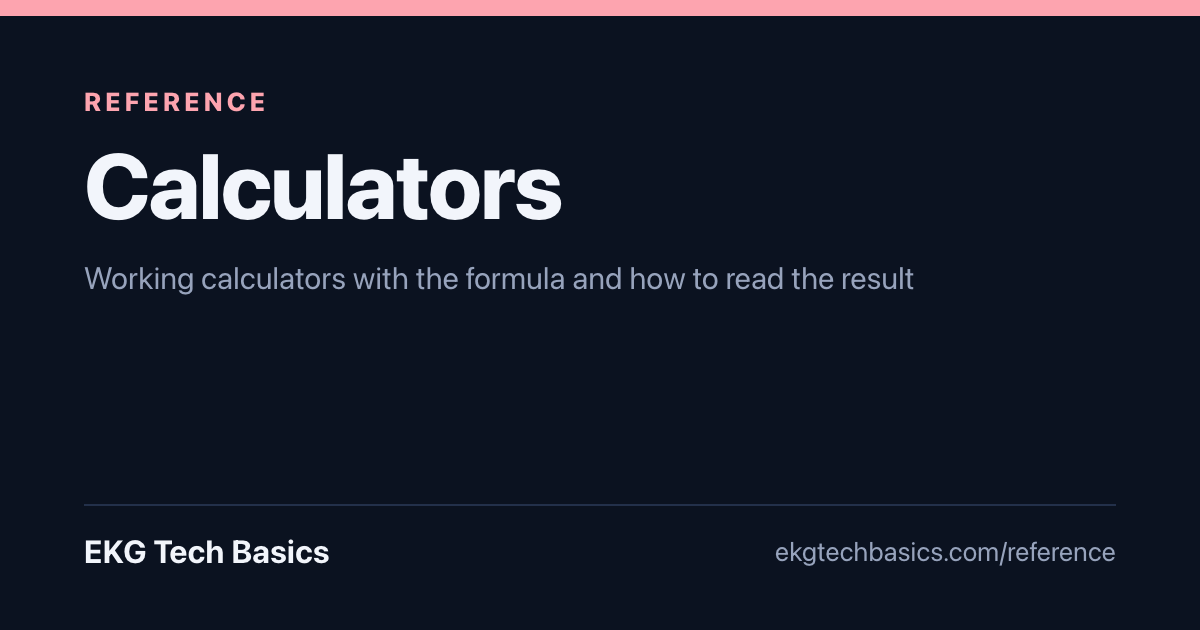 REFERENCE
Calculators
Working calculators with the formula and how to read the result
EKG Tech Basics
ekgtechbasics.com/reference